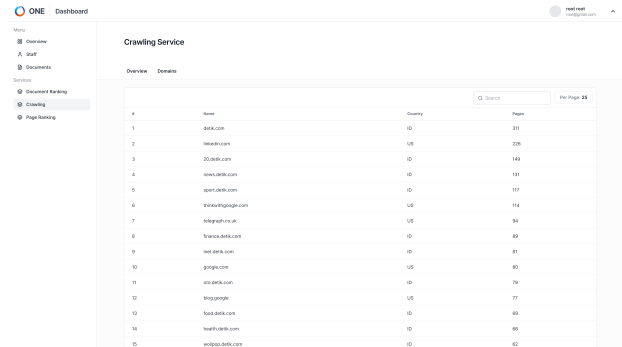 ONE Dashboard
root root
root@gmail.com
Menu
Overview
Staff
Documents
Services
Document Ranking
Crawling
Page Ranking
Crawling Service
Overview Domains
Search
Per Page: 25
# Name Country Pages
1 detik.com ID 311
2 linkedin.com US 226
3 20.detik.com ID 149
4 news.detik.com ID 131
5 sport.detik.com ID 117
6 thinkwithgoogle.com US 114
7 telegraph.co.uk US 94
8 finance.detik.com ID 89
9 inet.detik.com ID 81
10 google.com US 80
11 oto.detik.com ID 79
12 blog.google US 77
13 food.detik.com ID 69
14 health.detik.com ID 66
15 wolipop.detik.com ID 62